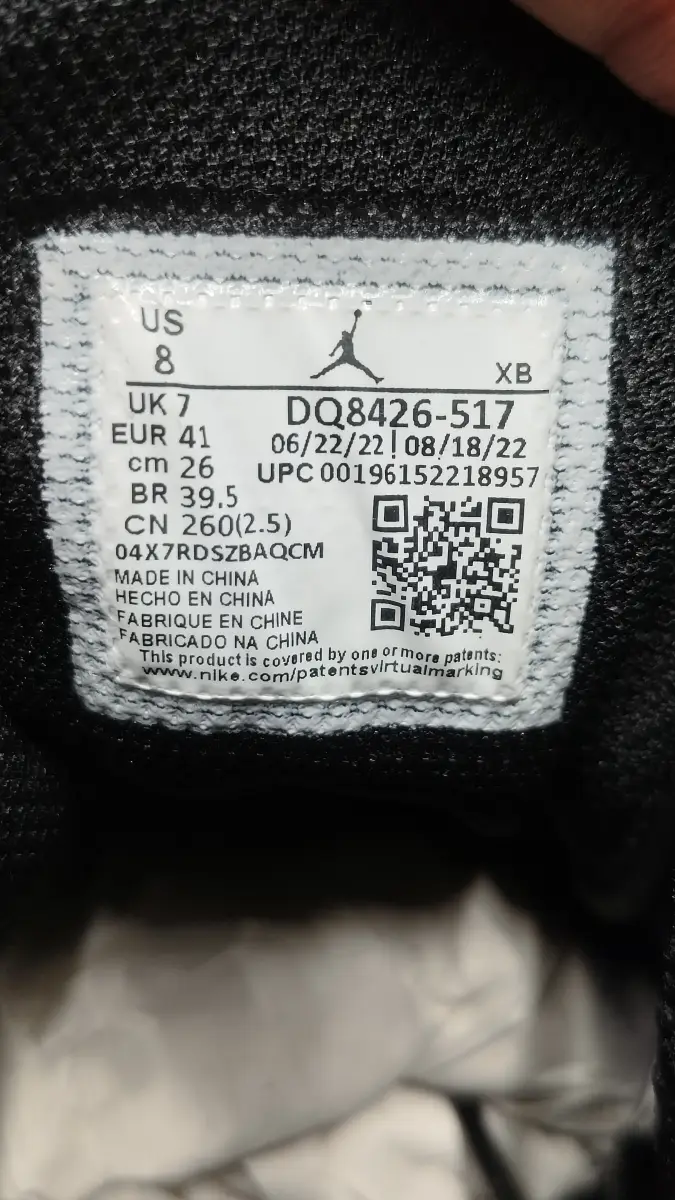 US
8
XB
UK 7
EUR 41
cm 26
BR 39.5
CN 260(2.5)
DQ8426-517
06/22/22|08/18/22
UPC 00196152218957
04X7RDSZBAQCM
MADE IN CHINA
HECHO EN CHINA
FABRIQUE EN CHINE
FABRICADO NA CHINA
This product is covered by one or more patents:
www.nike.com/patentsvirtualmarking